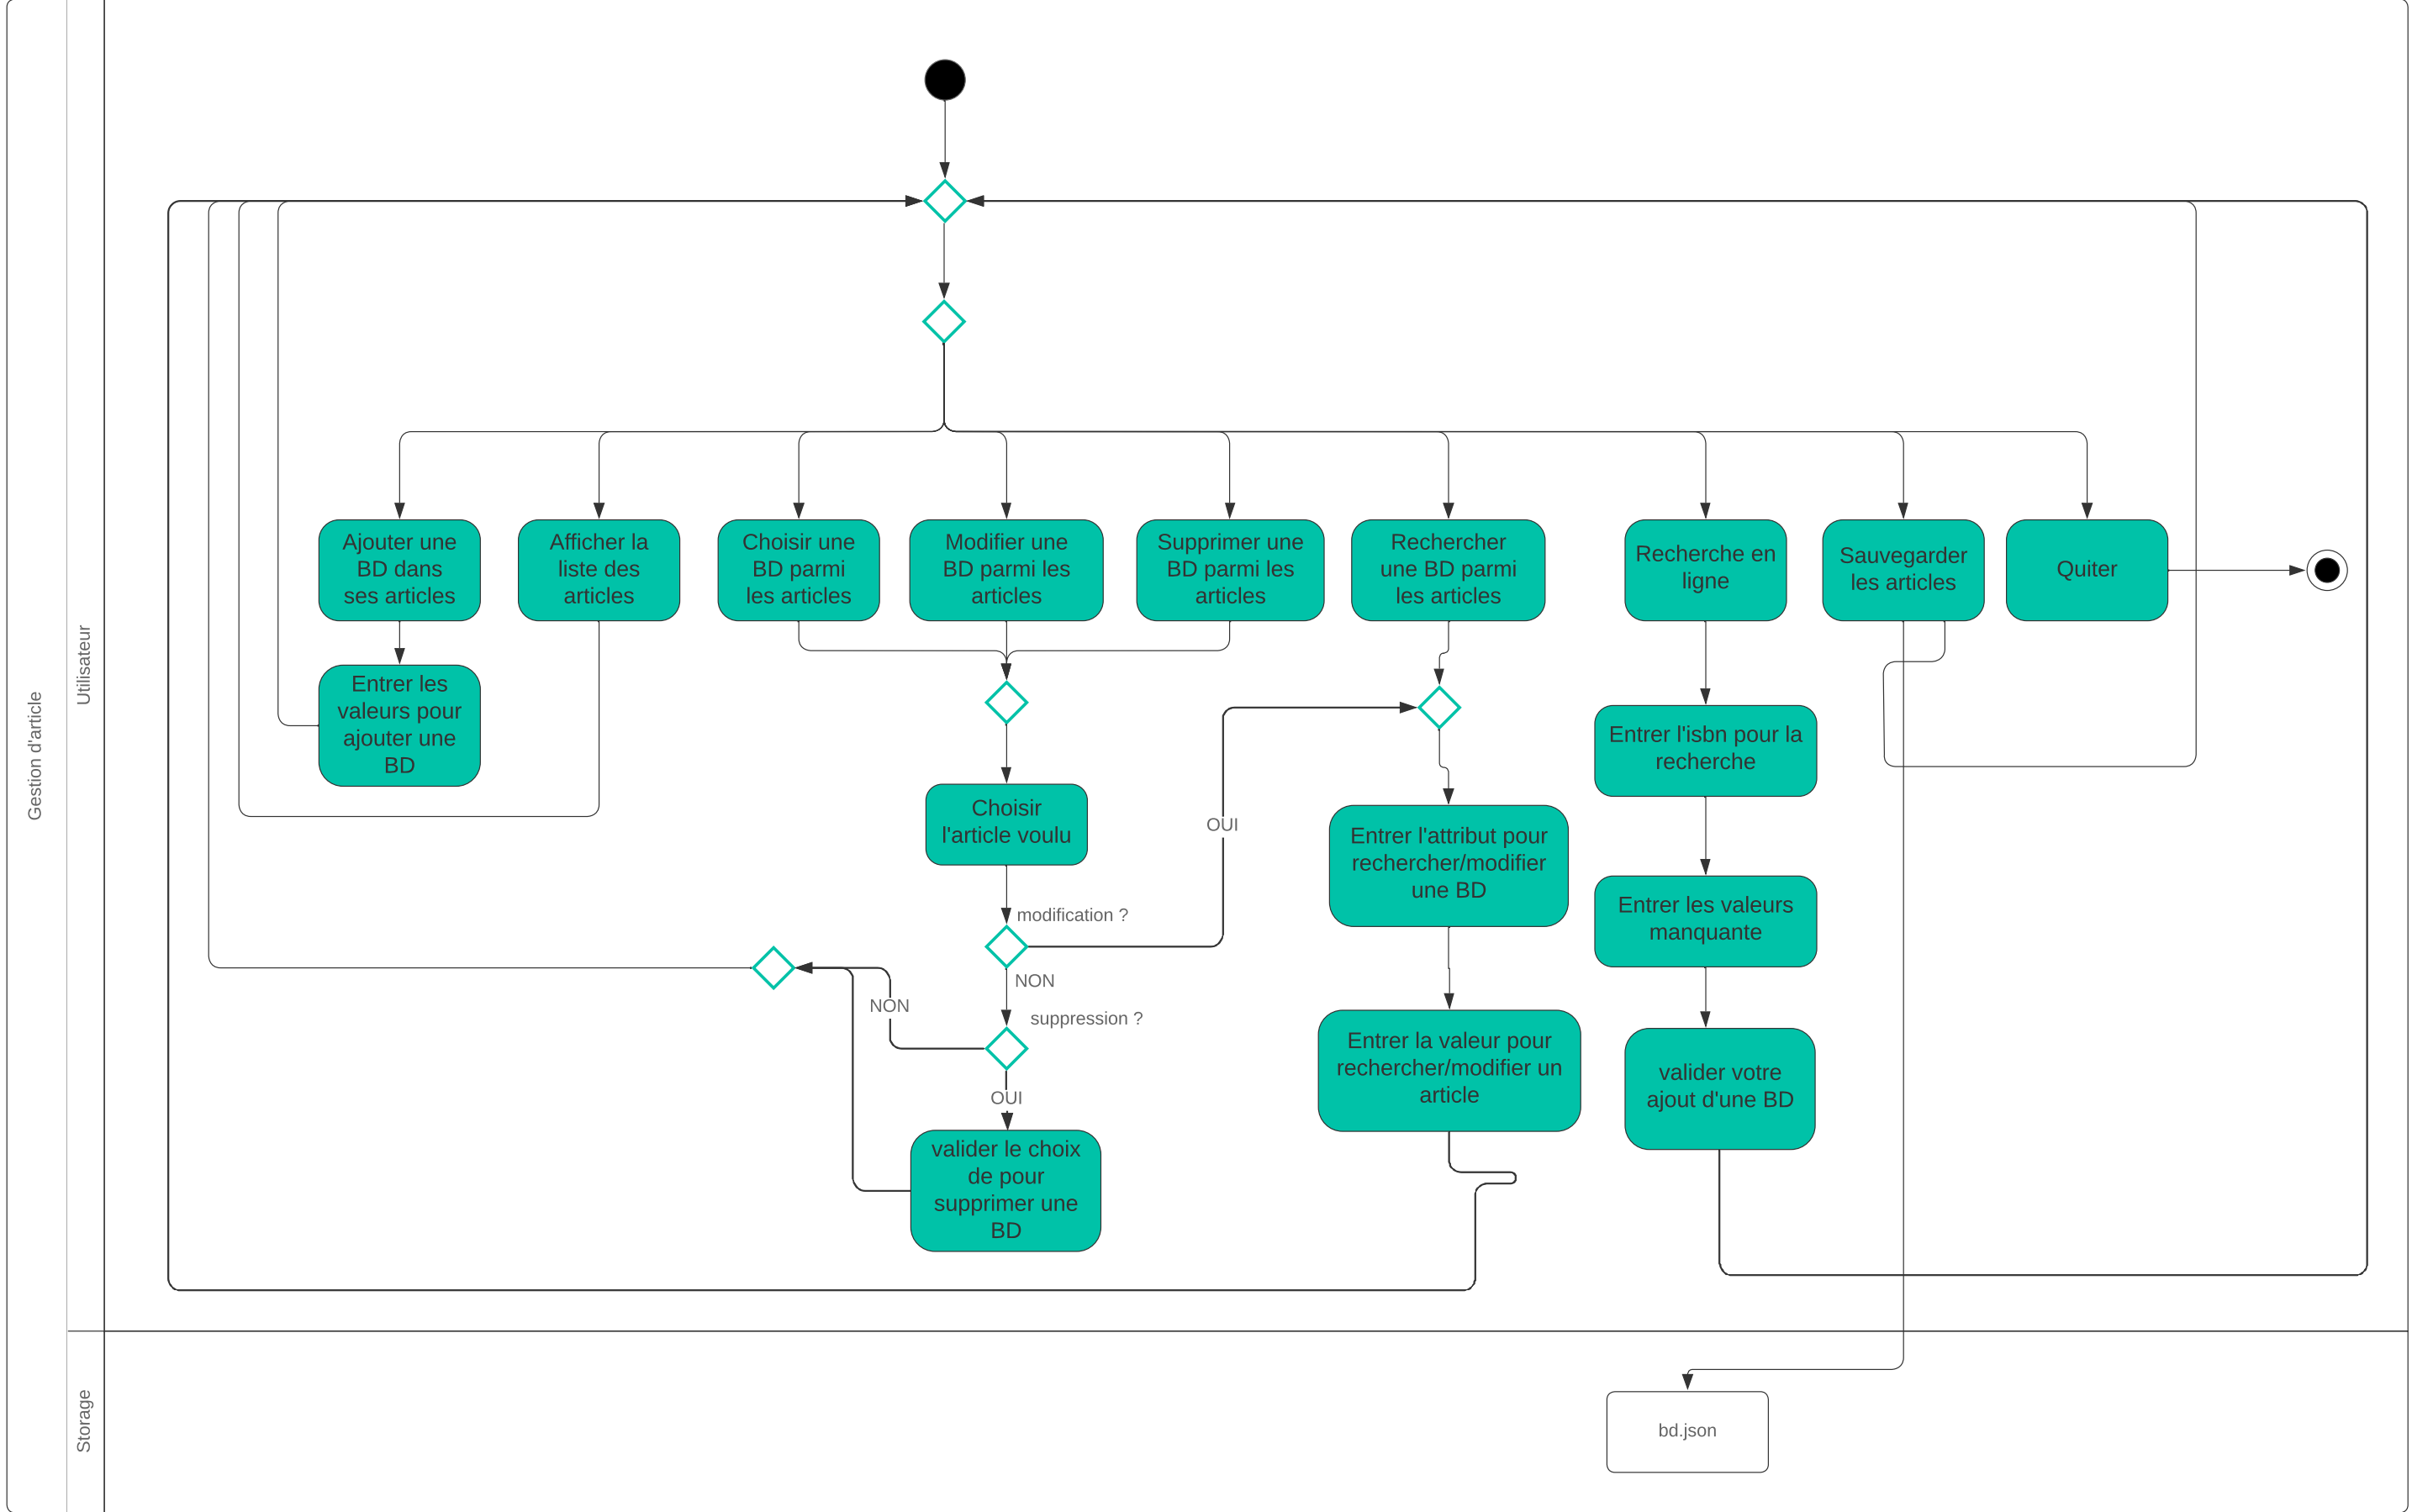 Gestion d'article
Utilisateur
Storage
Ajouter une
BD dans
ses articles
Afficher la
liste des
articles
Choisir une
BD parmi
les articles
Modifier une
BD parmi les
articles
Supprimer une
BD parmi les
articles
Rechercher
une BD parmi
les articles
Recherche en
ligne
Sauvegarder
les articles
Quiter
Entrer les
valeurs pour
ajouter une
BD
Entrer l'isbn pour la
recherche
Choisir
l'article voulu
OUI
Entrer l'attribut pour
rechercher/modifier
une BD
Entrer les valeurs
manquante
modification ?
NON
NON
suppression ?
Entrer la valeur pour
rechercher/modifier un
article
valider votre
ajout d'une BD
OUI
valider le choix
de pour
supprimer une
BD
bd.json